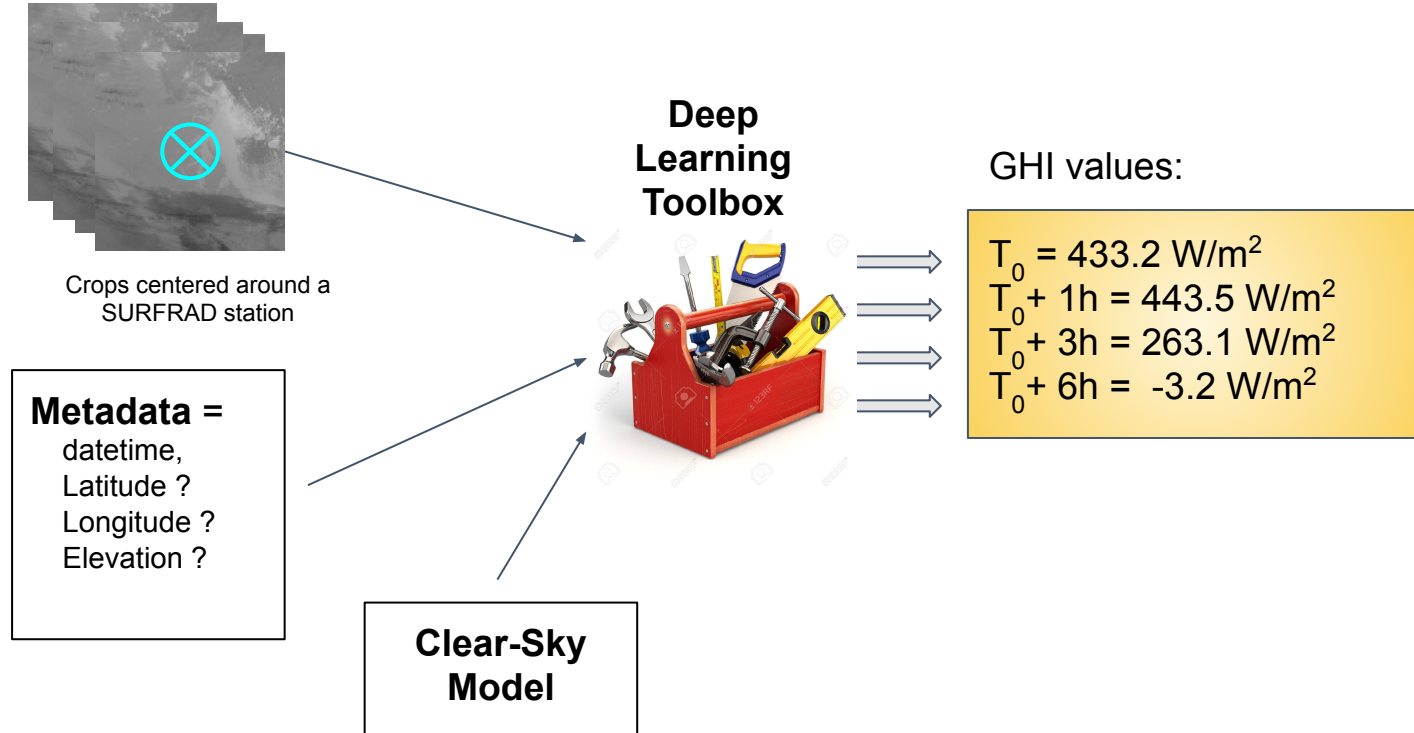 Crops centered around a
SURFRAD station
Metadata =
datetime,
Latitude ?
Longitude ?
Elevation ?
Clear-Sky
Model
Deep
Learning
Toolbox
123RF
GHI values:
T₀ = 433.2 W/m²
T₀+ 1h = 443.5 W/m²
T₀+ 3h = 263.1 W/m²
T₀+ 6h = -3.2 W/m²